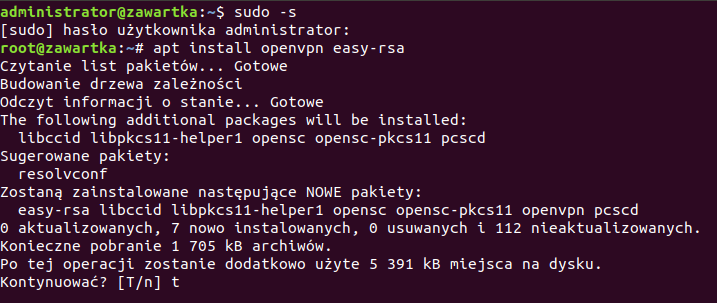 administrator@zawartka:~$ sudo -s
[sudo] hasło użytkownika administrator:
root@zawartka:~# apt install openvpn easy-rsa
Czytanie list pakietów... Gotowe
Budowanie drzewa zależności
Odczyt informacji o stanie... Gotowe
The following additional packages will be installed:
  libccid libpkcs11-helper1 opensc opensc-pkcs11 pcscd
Sugerowane pakiety:
  resolvconf
Zostaną zainstalowane następujące NOWE pakiety:
  easy-rsa libccid libpkcs11-helper1 opensc opensc-pkcs11 openvpn pcscd
0 aktualizowanych, 7 nowo instalowanych, 0 usuwanych i 112 nieaktualizowanych.
Konieczne pobranie 1 705 kB archiwów.
Po tej operacji zostanie dodatkowo użyte 5 391 kB miejsca na dysku.
Kontynuować? [T/n] t